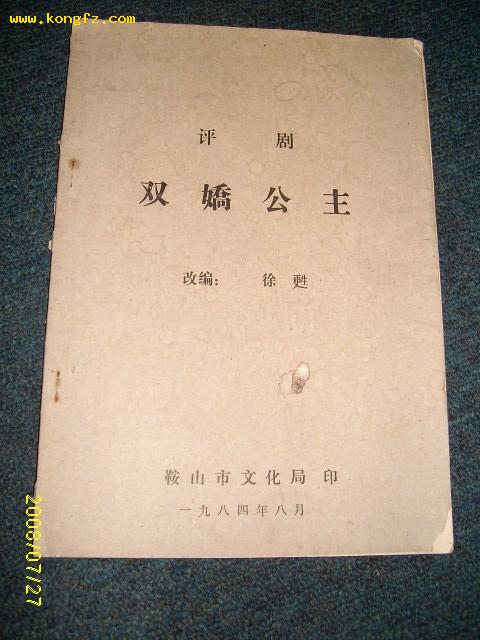 www.kongfz.com
评 剧
双嬌公主
改编： 徐甦
鞍山市文化局 印
一九八四年八月
2008/07/27